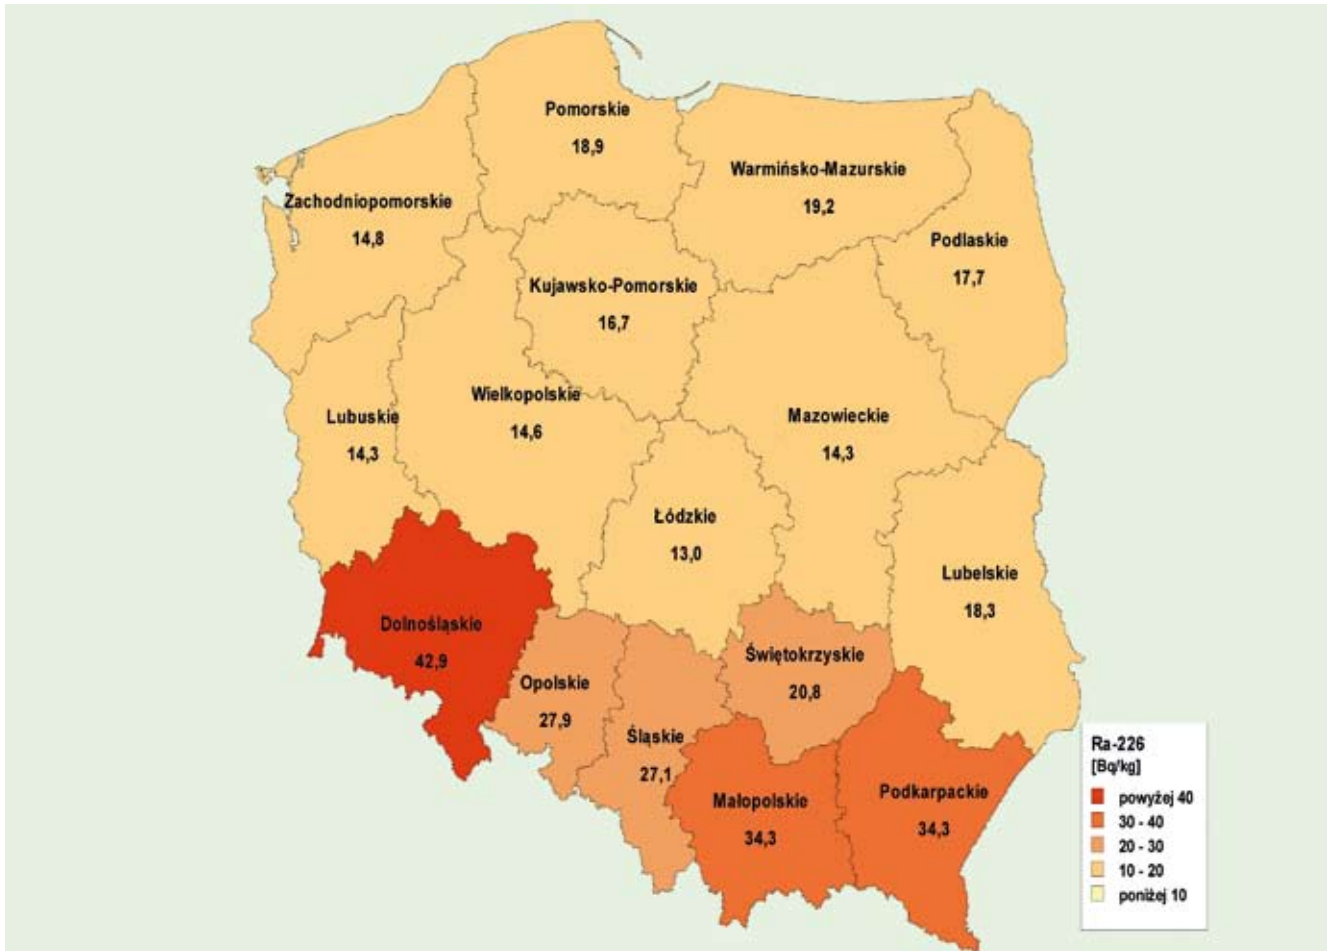 Pomorskie
18,9
Warmińsko-Mazurskie
19,2
Zachodniopomorskie
14,8
Podlaskie
17,7
Kujawsko-Pomorskie
16,7
Wielkopolskie
14,6
Lubuskie
14,3
Mazowieckie
14,3
Łódzkie
13,0
Lubelskie
18,3
Dolnośląskie
42,9
Świętokrzyskie
20,8
Opolskie
27,9
Śląskie
27,1
Małopolskie
34,3
Podkarpackie
34,3
Ra-226
[Bq/kg]
powyżej 40
30 - 40
20 - 30
10 - 20
poniżej 10